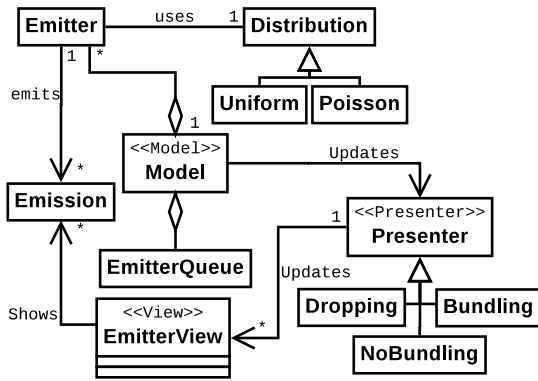 Emitter
uses
1
Distribution
1
*
emits
Uniform
Poisson
1
<<Model>>
Model
Updates
*
Emission
*
1
<<Presenter>>
Presenter
EmitterQueue
Updates
Dropping
Bundling
Shows
<<View>>
EmitterView
*
NoBundling